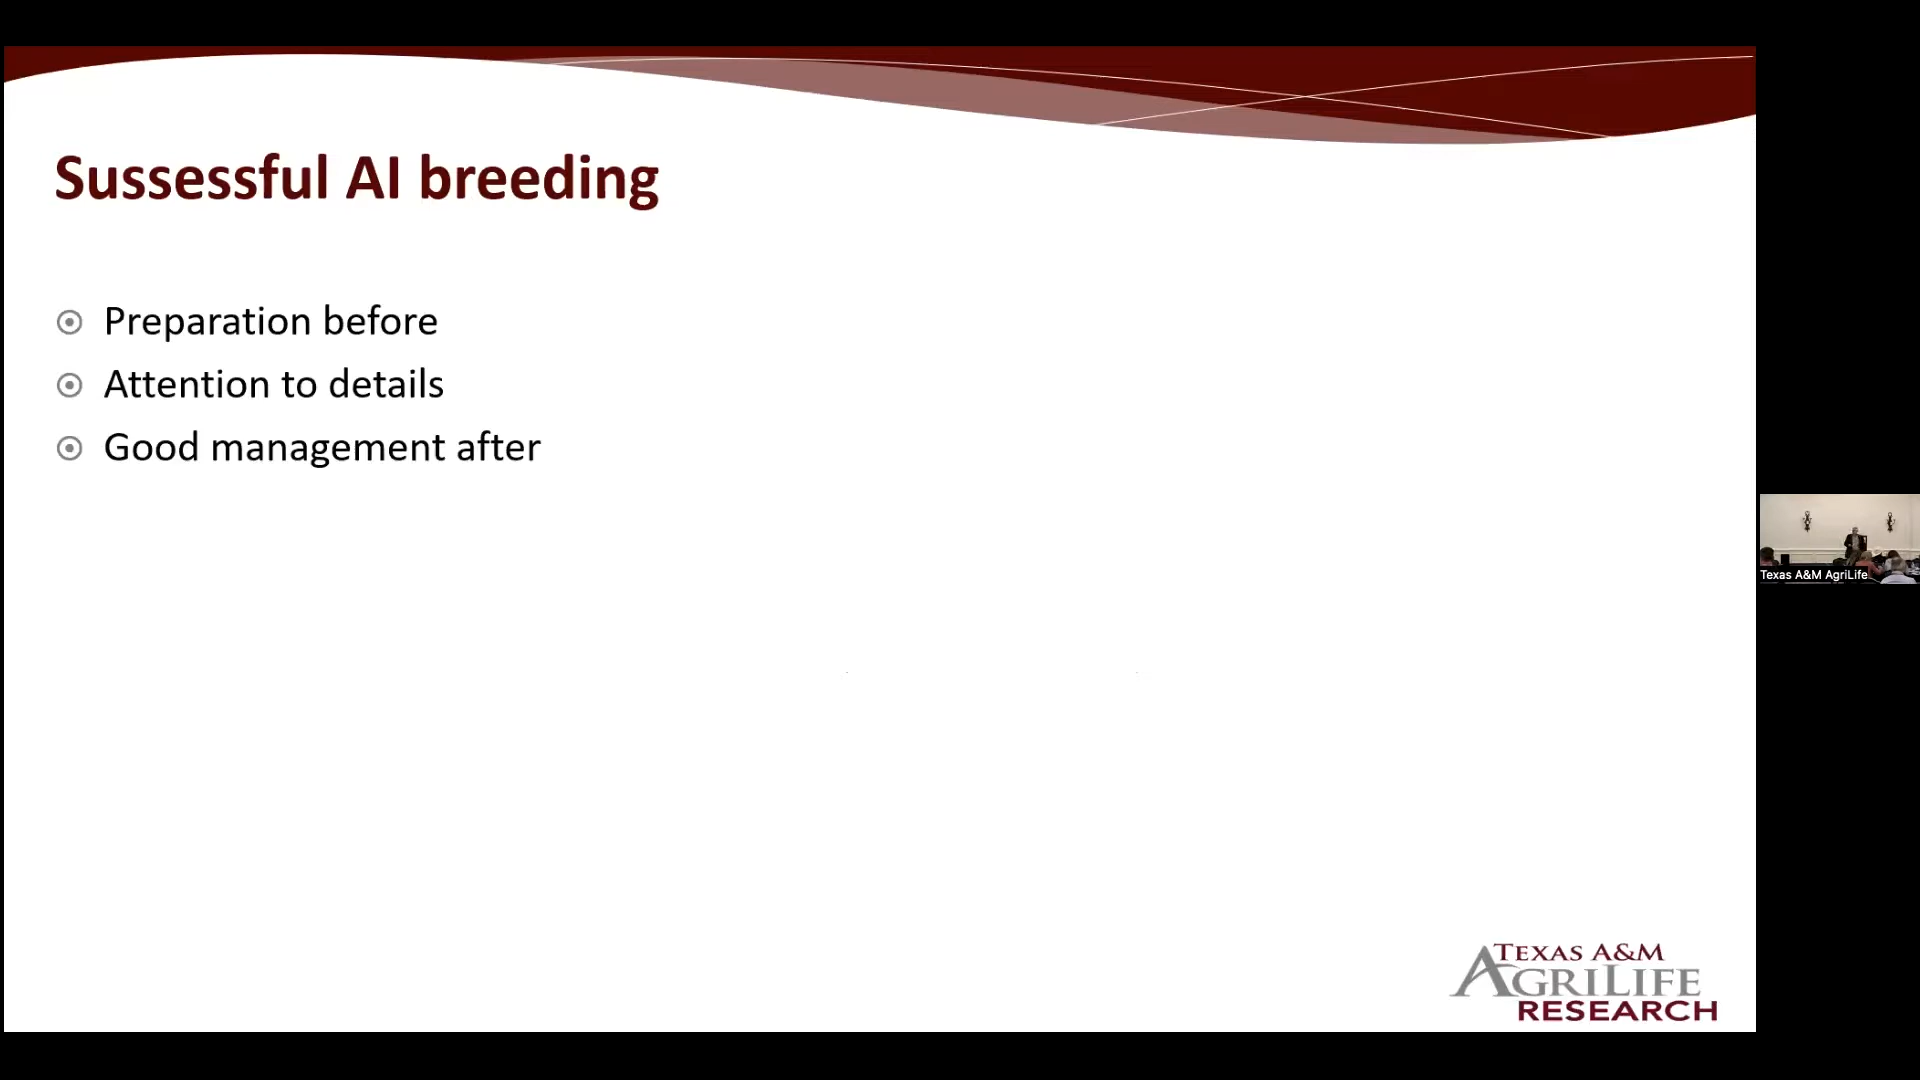 Sussessful AI breeding
Preparation before
Attention to details
Good management after
Texas A&M AgriLife
TEXAS A&M
AGRILIFE
RESEARCH